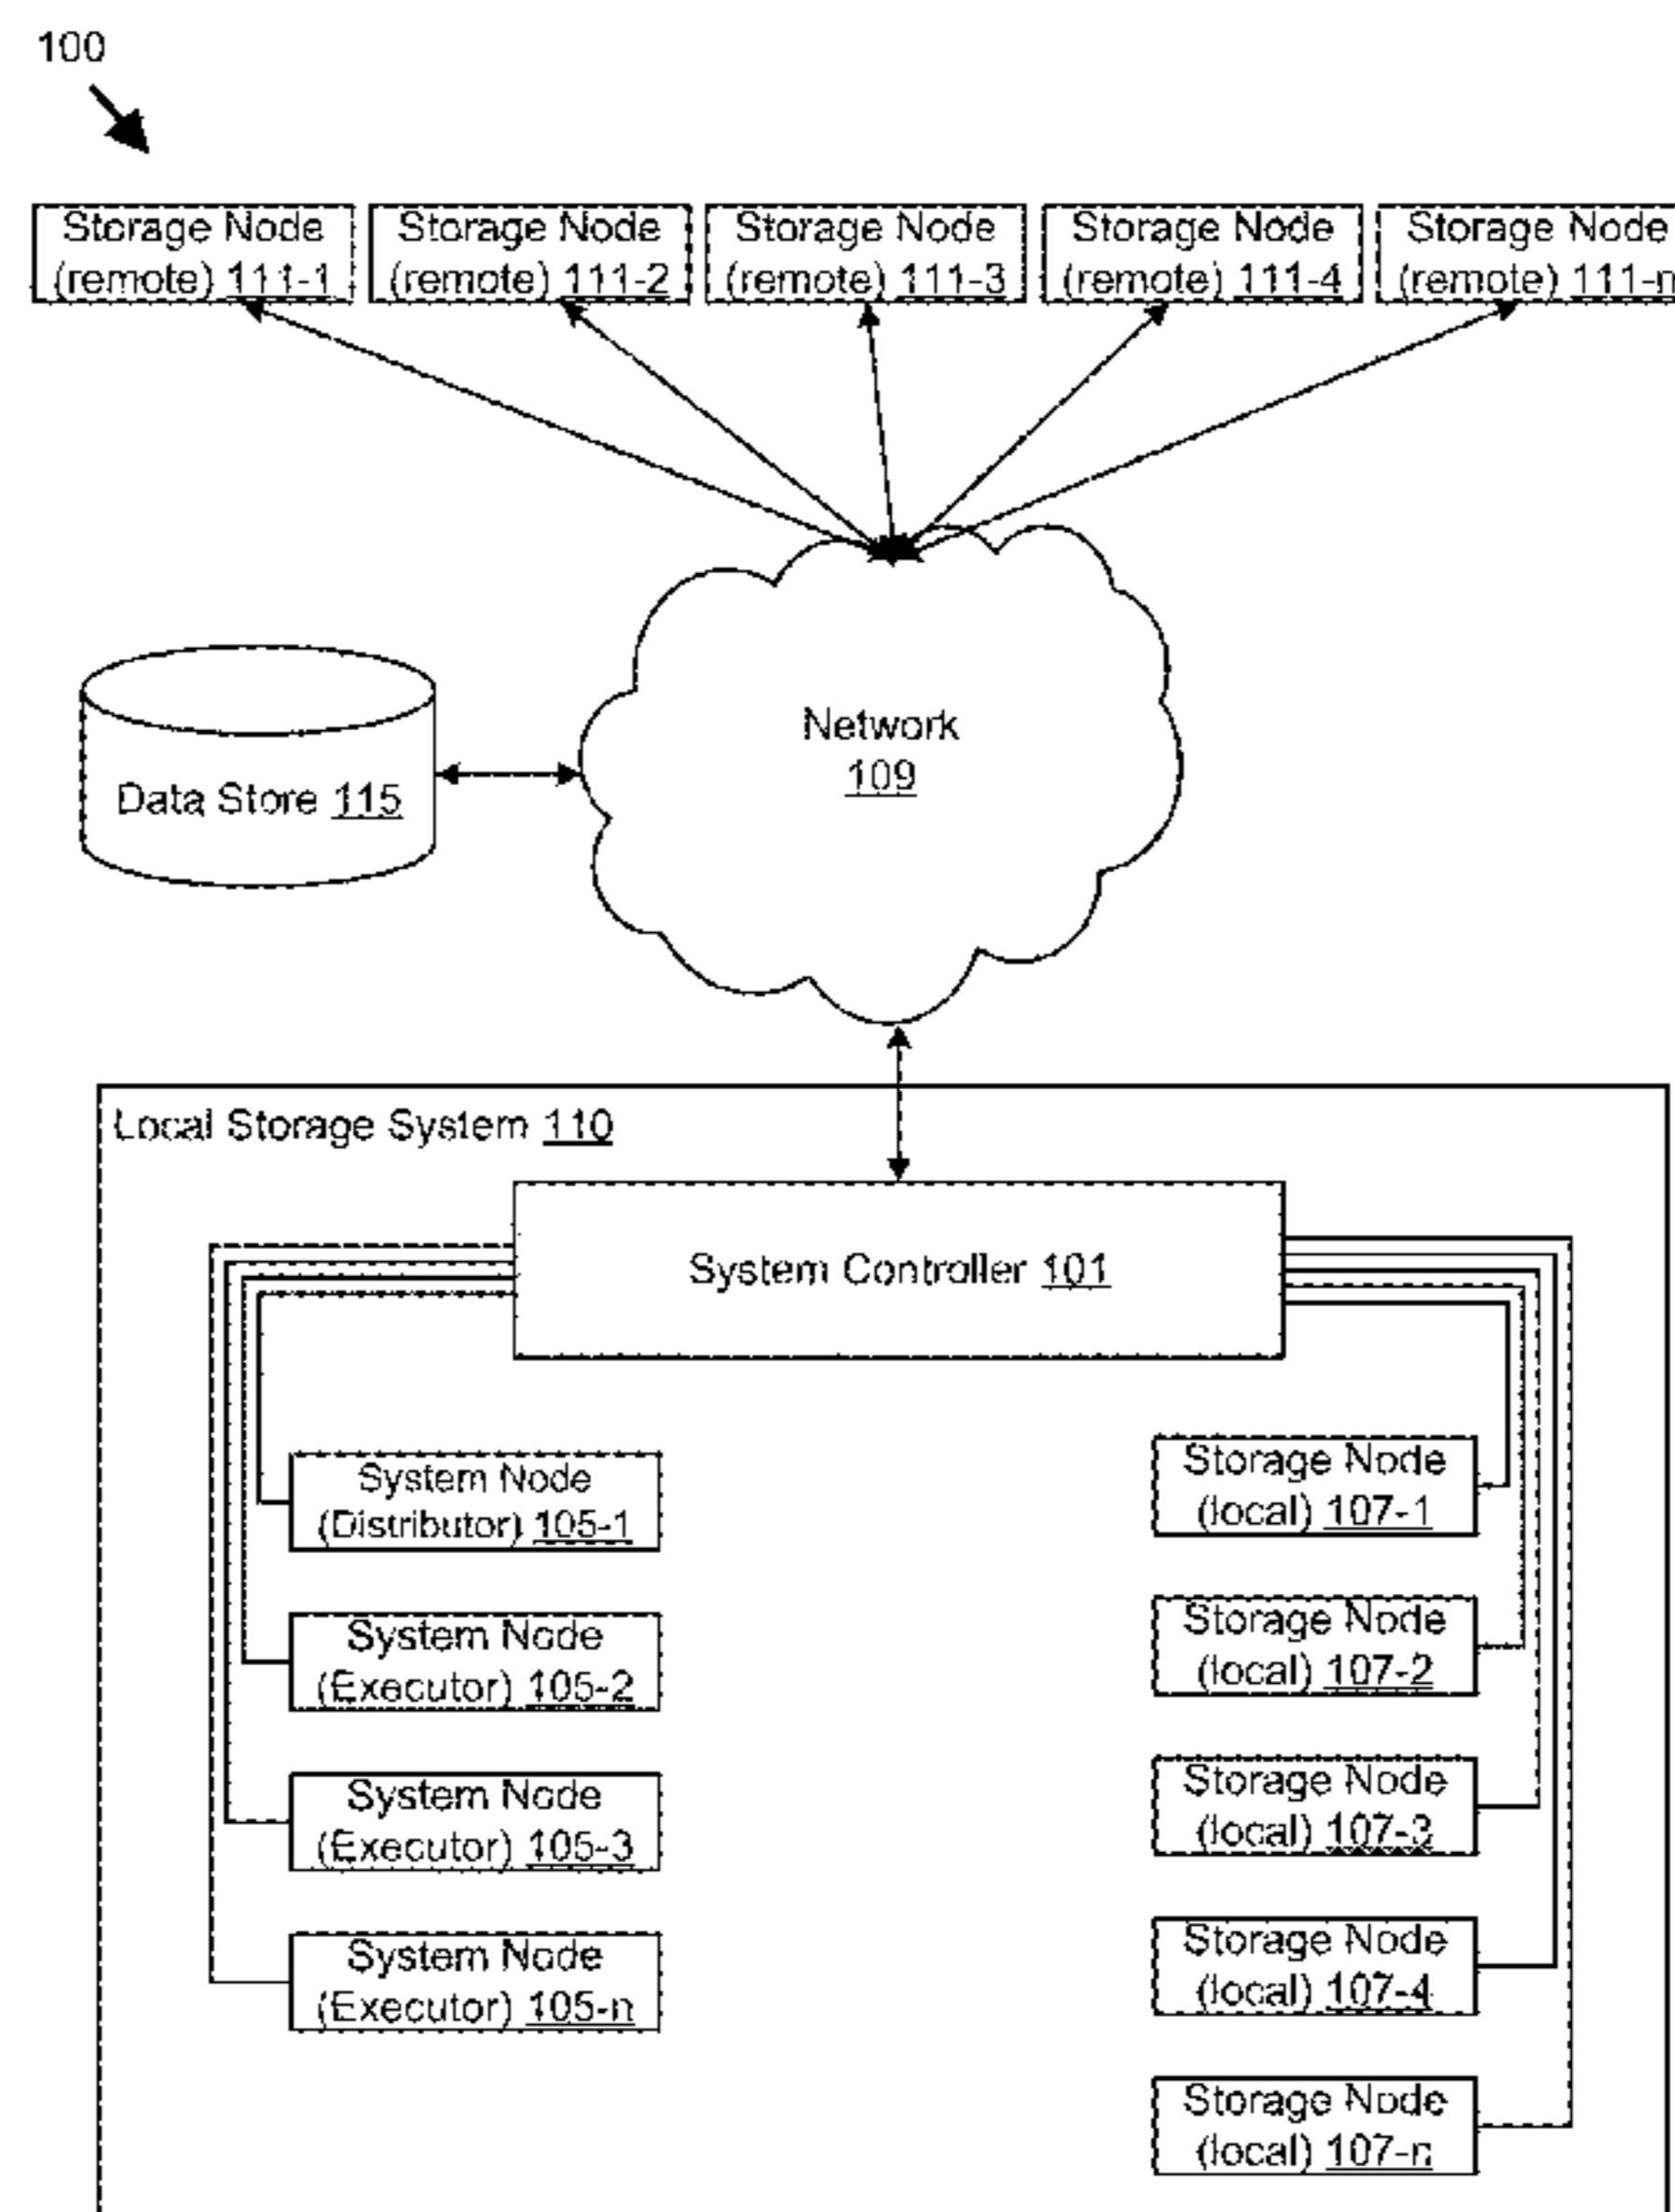 100
Storage Node
(remote) 111-1
Storage Node
(remote) 111-2
Storage Node
(remote) 111-3
Storage Node
(remote) 111-4
Storage Node
(remote) 111-n
Network
109
Data Store 115
Local Storage System 110
System Controller 101
System Node
(Distributor) 105-1
System Node
(Executor) 105-2
System Node
(Executor) 105-3
System Node
(Executor) 105-n
Storage Node
(local) 107-1
Storage Node
(local) 107-2
Storage Node
(local) 107-3
Storage Node
(local) 107-4
Storage Node
(local) 107-n